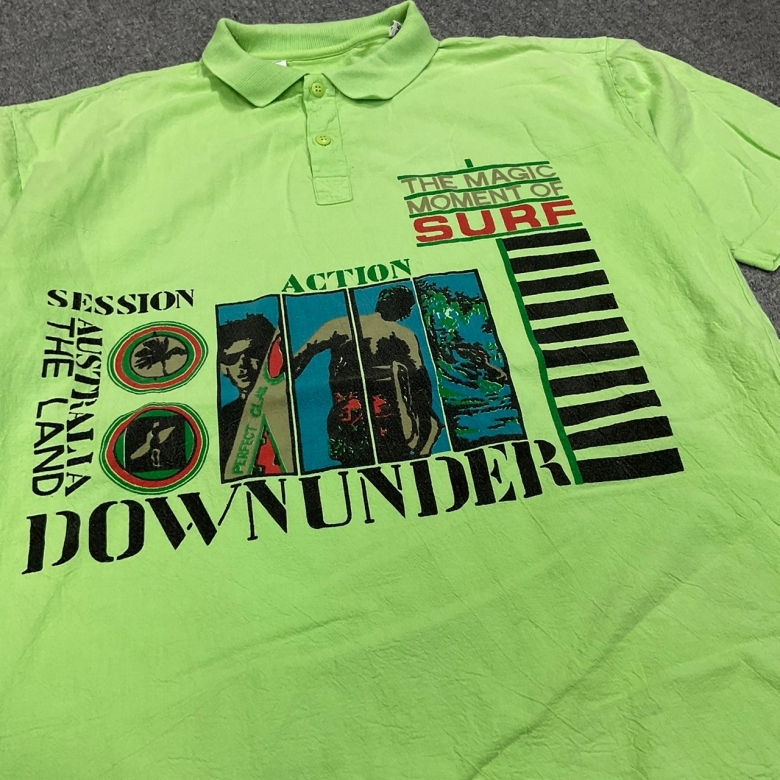 THE MAGIC
MOMENT OF
SURF
ACTION
SESSION
AUSTRALIA
THE LAND
PERFECT
DOWNUNDER